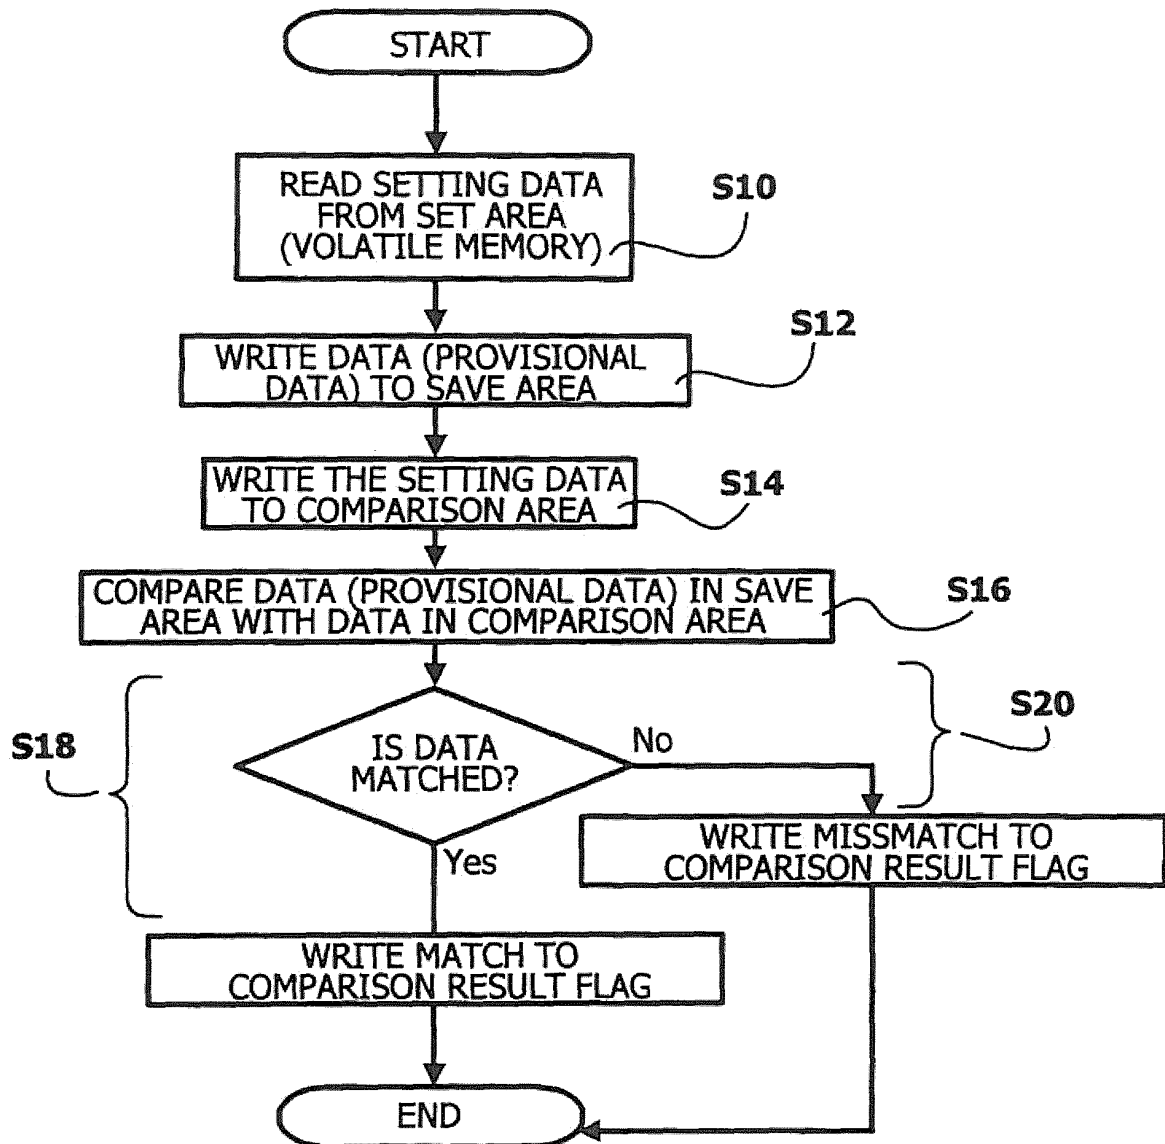 START
READ SETTING DATA
FROM SET AREA
(VOLATILE MEMORY)
S10
WRITE DATA (PROVISIONAL
DATA) TO SAVE AREA
S12
WRITE THE SETTING DATA
TO COMPARISON AREA
S14
COMPARE DATA (PROVISIONAL DATA) IN SAVE
AREA WITH DATA IN COMPARISON AREA
S16
S18
IS DATA
MATCHED?
No
S20
Yes
WRITE MISSMATCH TO
COMPARISON RESULT FLAG
WRITE MATCH TO
COMPARISON RESULT FLAG
END